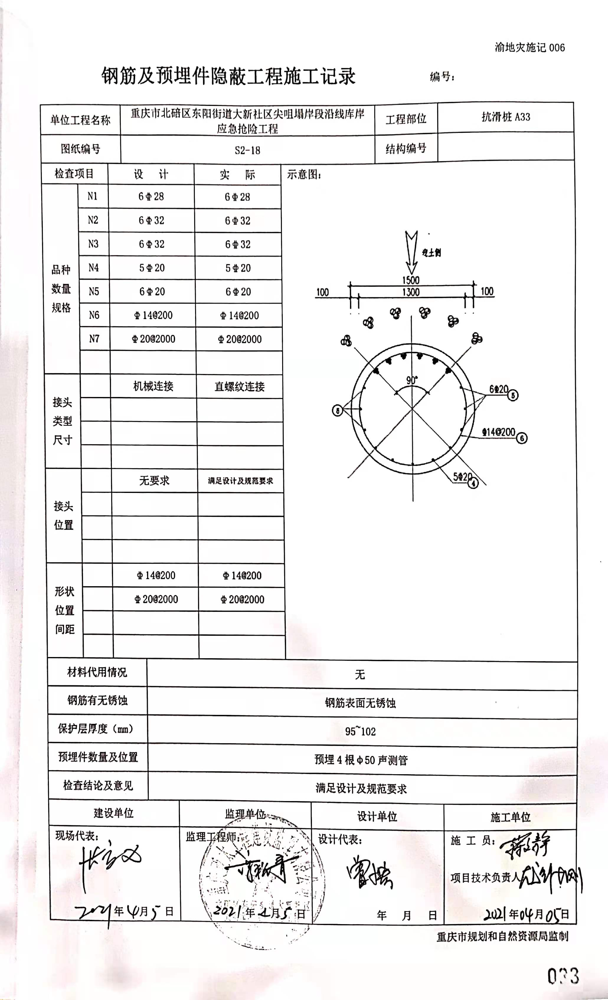 渝地灾施记 006
钢筋及预埋件隐蔽工程施工记录
编号：
单位工程名称 重庆市北碚区东阳街道大新社区尖咀塌岸段沿线库岸应急抢险工程 工程部位 抗滑桩 A33
图纸编号 S2-18 结构编号
检查项目 设 计 实 际 示意图：
品种数量规格
N1 6Φ28 6Φ28
N2 6Φ32 6Φ32
N3 6Φ32 6Φ32
N4 5Φ20 5Φ20
N5 6Φ20 6Φ20
N6 Φ14@200 Φ14@200
N7 Φ20@2000 Φ20@2000
接头类型尺寸 机械连接 直螺纹连接
接头位置 无要求 满足设计及规范要求
形状位置间距
Φ14@200 Φ14@200
Φ20@2000 Φ20@2000
土侧
1500
100 1300 100
90°
6Φ20 ⑤
⑤
Φ14@200 ⑥
5Φ20 ④
材料代用情况 无
钢筋有无锈蚀 钢筋表面无锈蚀
保护层厚度（mm） 95~102
预埋件数量及位置 预埋 4 根 φ50 声测管
检查结论及意见 满足设计及规范要求
建设单位 监理单位 设计单位 施工单位
现场代表： 监理工程师： 设计代表： 施 工 员：
项目技术负责人
2021年4月5日 2021年4月5日 年 月 日 2021年04月05日
重庆市规划和自然资源局监制
033